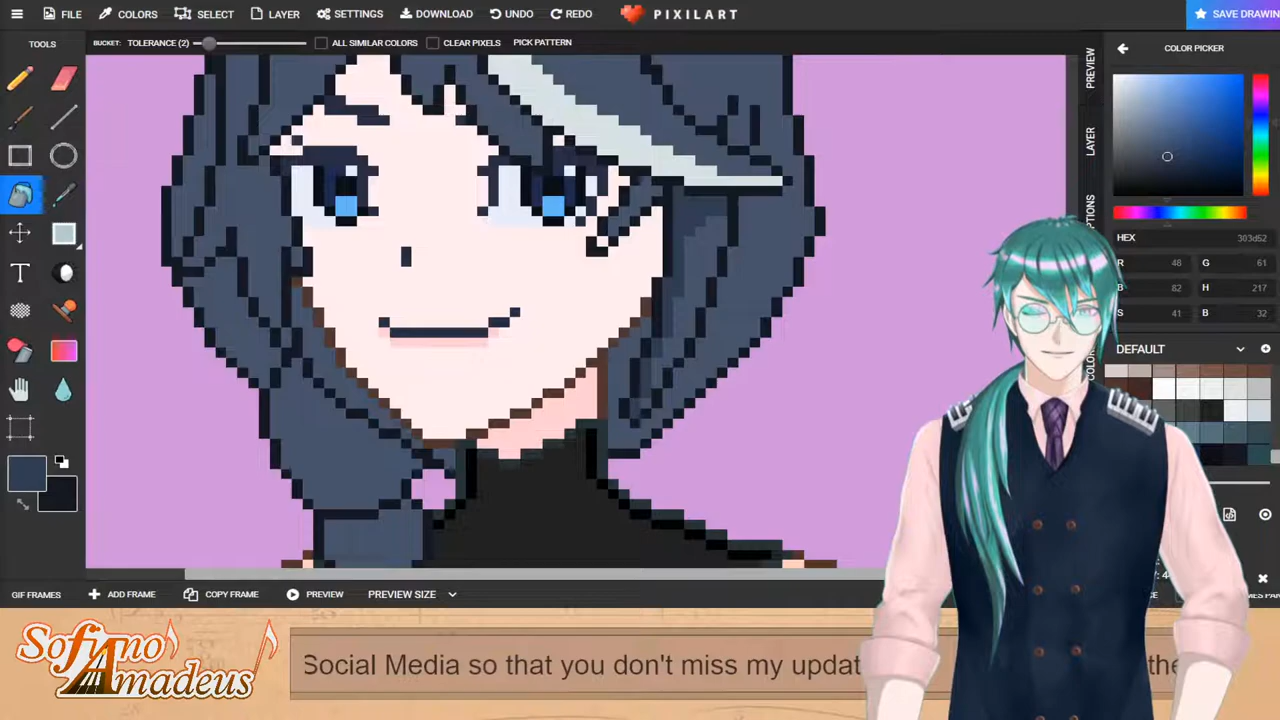 FILE COLORS SELECT LAYER SETTINGS DOWNLOAD UNDO REDO PIXILART SAVE DRAWIN
TOOLS BUCKET: TOLERANCE (2) ALL SIMILAR COLORS CLEAR PIXELS PICK PATTERN
PREVIEW
LAYER
COLOR PICKER
HEX 303d52
R 48 G 61
B 82 H 217
S 41 B 32
DEFAULT
GIF FRAMES ADD FRAME COPY FRAME PREVIEW PREVIEW SIZE
Sofiano
Amadeus
Social Media so that you don't miss my updat